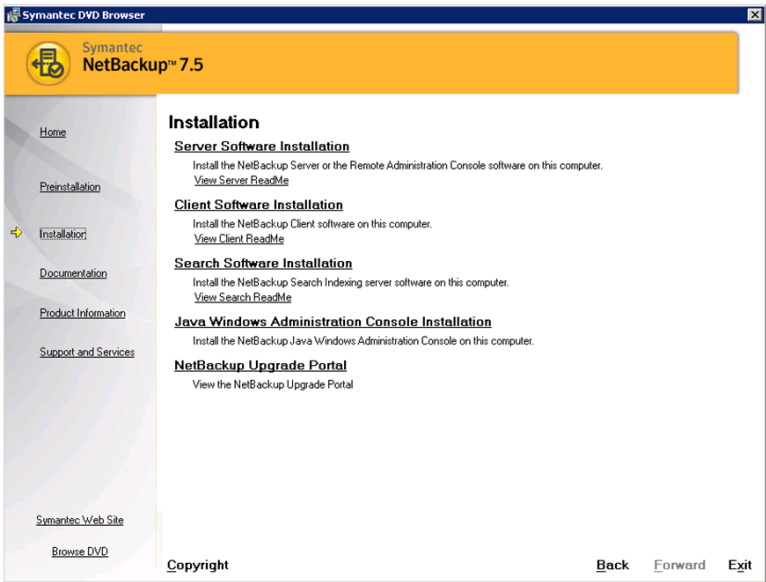 Symantec DVD Browser
Symantec
NetBackup™ 7.5
Home
Preinstallation
Installation
Documentation
Product Information
Support and Services
Symantec Web Site
Browse DVD
Installation
Server Software Installation
Install the NetBackup Server or the Remote Administration Console software on this computer.
View Server ReadMe
Client Software Installation
Install the NetBackup Client software on this computer.
View Client ReadMe
Search Software Installation
Install the NetBackup Search Indexing server software on this computer.
View Search ReadMe
Java Windows Administration Console Installation
Install the NetBackup Java Windows Administration Console on this computer.
NetBackup Upgrade Portal
View the NetBackup Upgrade Portal
Copyright
Back
Forward
Exit